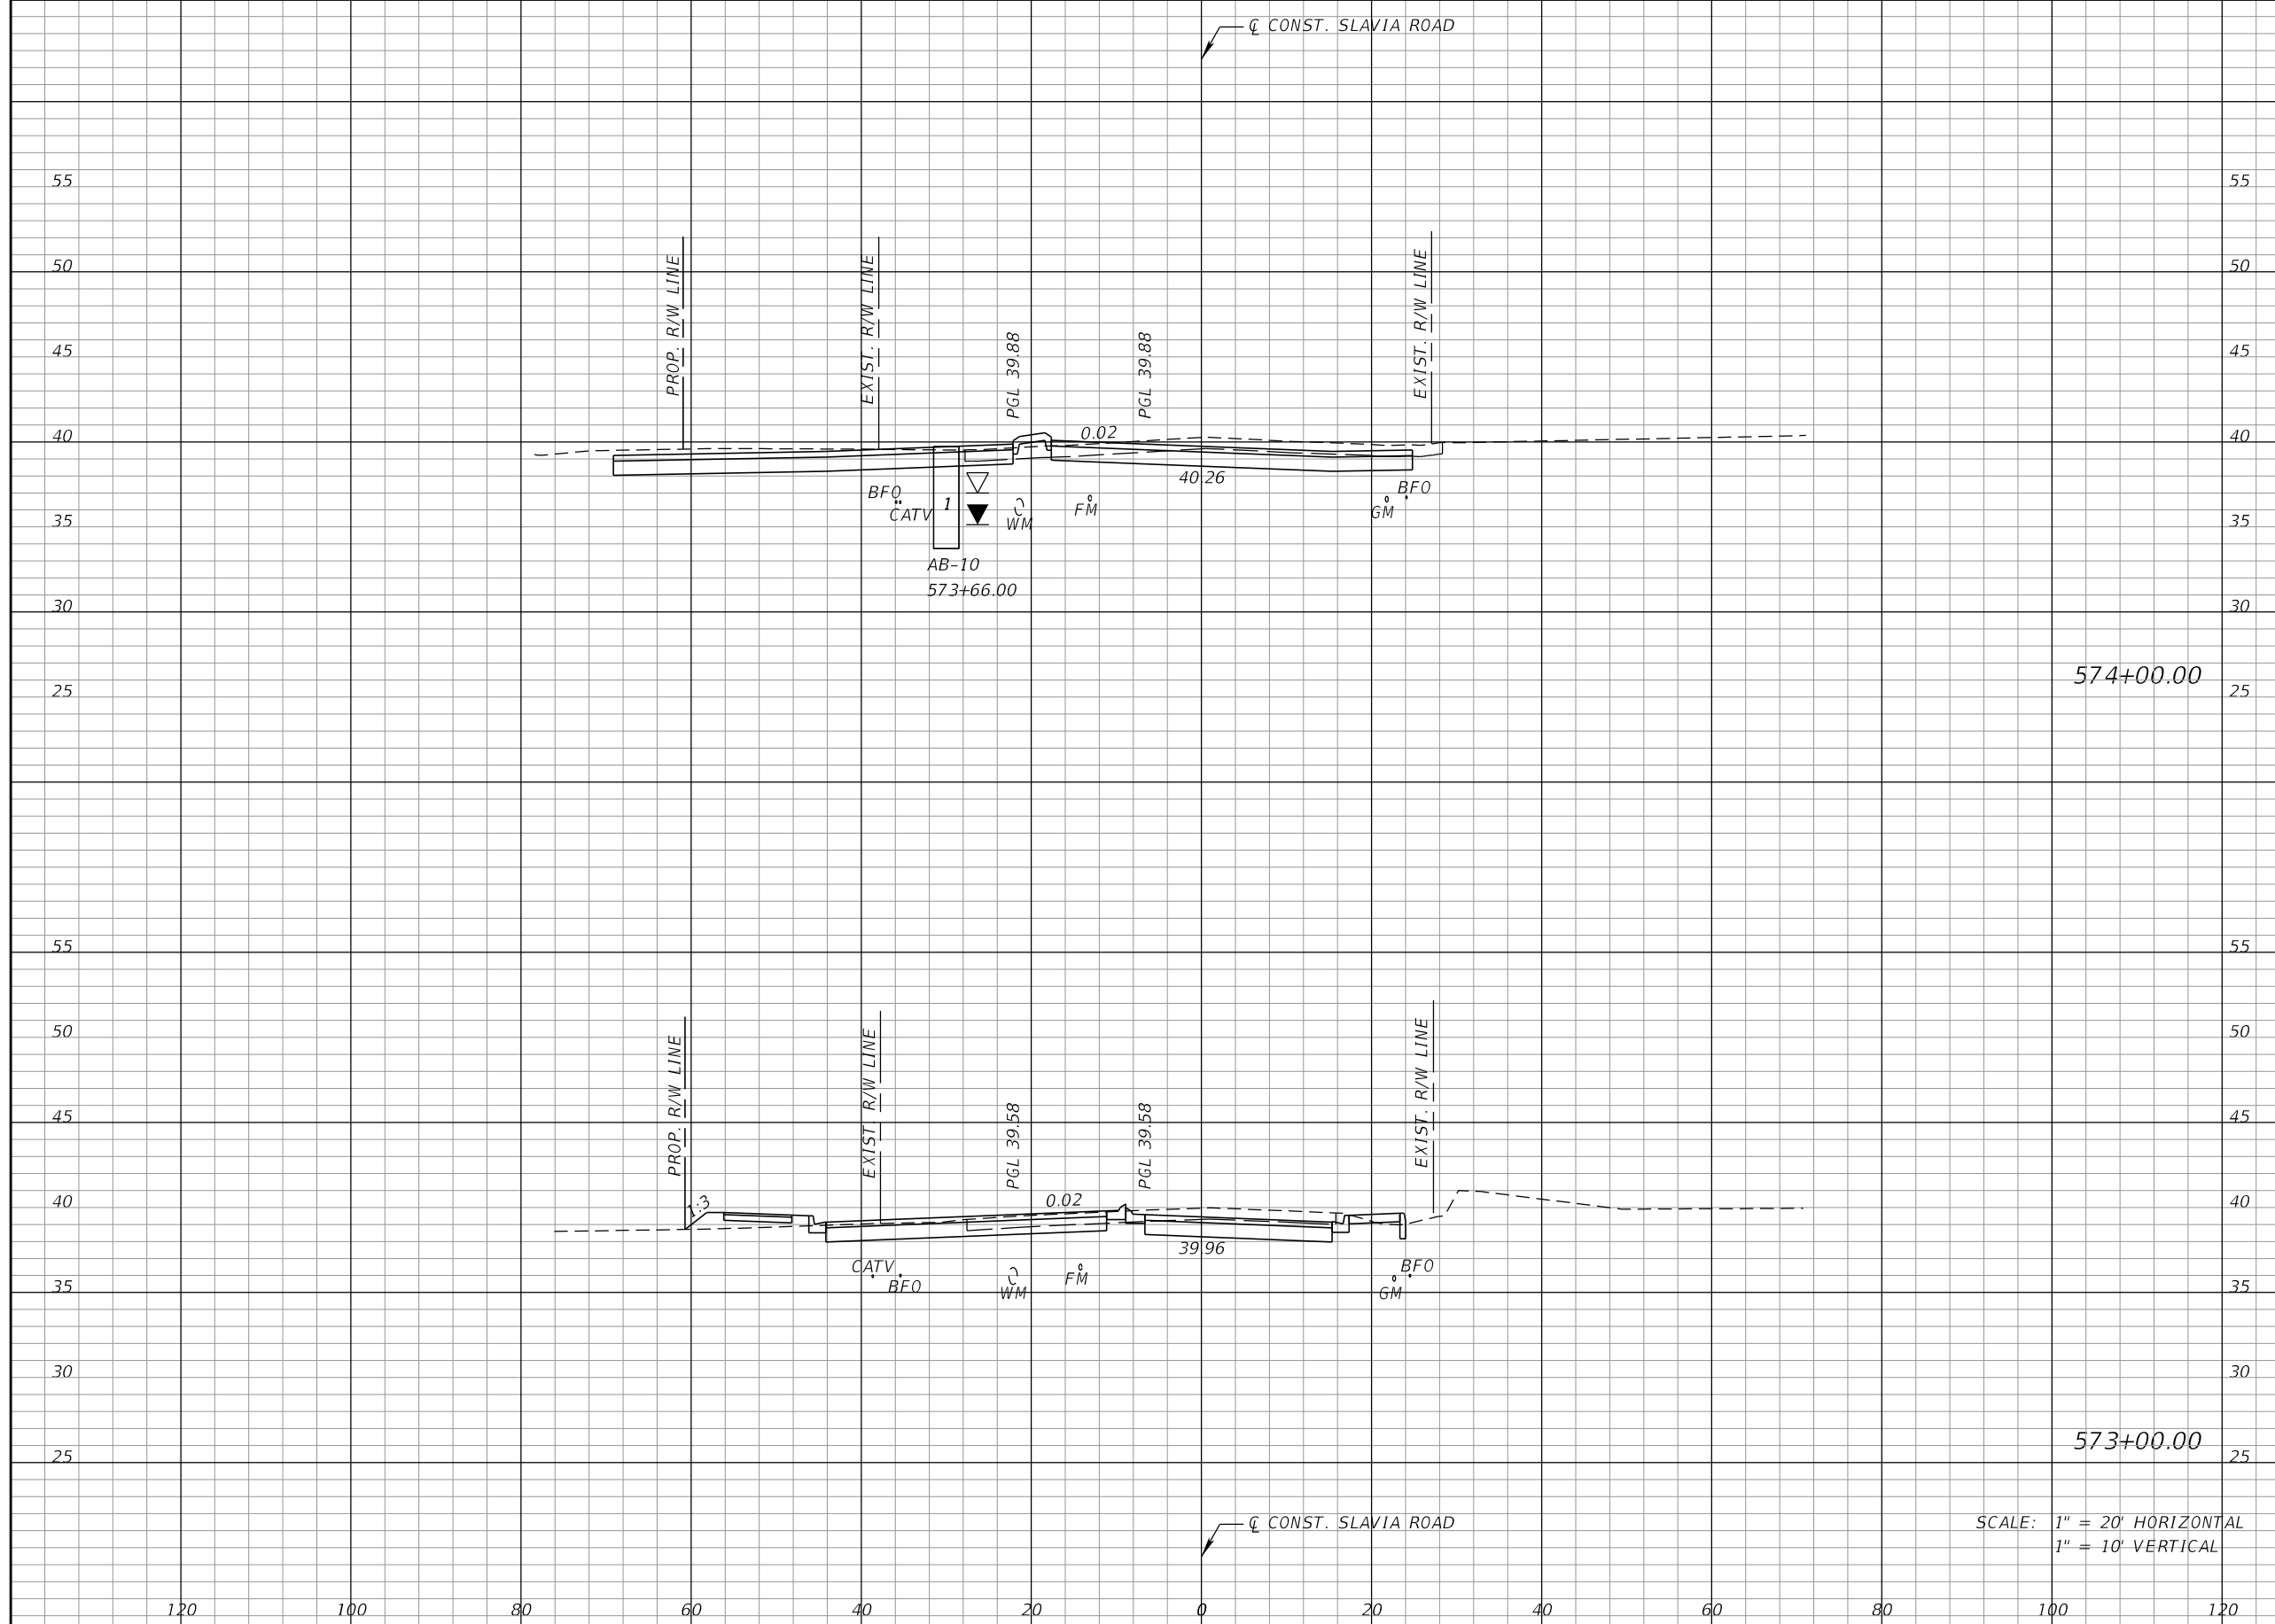 ℄ CONST. SLAVIA ROAD
55 55
50 50
PROP. R/W LINE
EXIST. R/W LINE
PGL 39.88
PGL 39.88
EXIST. R/W LINE
45 45
40 40
0.02
40.26
BFO
CATV
1
WM
FM
GM
BFO
35 35
AB-10
573+66.00
30 30
574+00.00
25 25
55 55
50 50
PROP. R/W LINE
EXIST. R/W LINE
PGL 39.58
PGL 39.58
EXIST. R/W LINE
45 45
40 40
1:3
0.02
39.96
CATV
BFO
WM
FM
GM
BFO
35 35
30 30
573+00.00
25 25
℄ CONST. SLAVIA ROAD
SCALE: 1" = 20' HORIZONTAL
1" = 10' VERTICAL
120 100 80 60 40 20 0 20 40 60 80 100 120